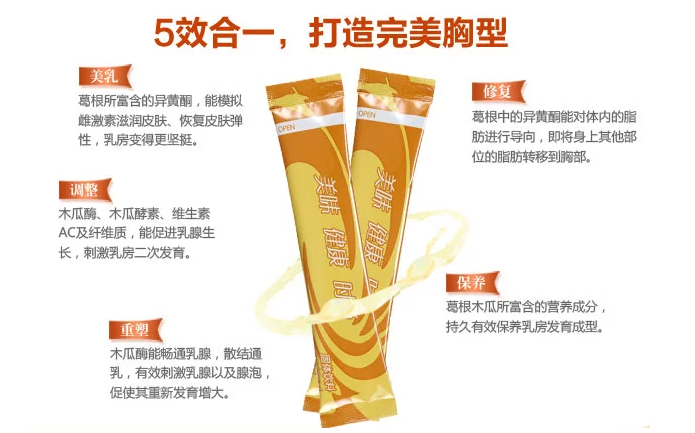 5效合一，打造完美胸型
美乳
葛根所富含的异黄酮，能模拟
雌激素滋润皮肤、恢复皮肤弹
性，乳房变得更坚挺。
调整
木瓜酶、木瓜酵素、维生素
AC及纤维质，能促进乳腺生
长，刺激乳房二次发育。
重塑
木瓜酶能畅通乳腺，散结通
乳，有效刺激乳腺以及腺泡，
促使其重新发育增大。
OPEN
美味 健康 时
固体饮料
OPEN
美味 健康
修复
葛根中的异黄酮能对体内的脂
肪进行导向，即将身上其他部
位的脂肪转移到胸部。
保养
葛根木瓜所富含的营养成分，
持久有效保养乳房发育成型。